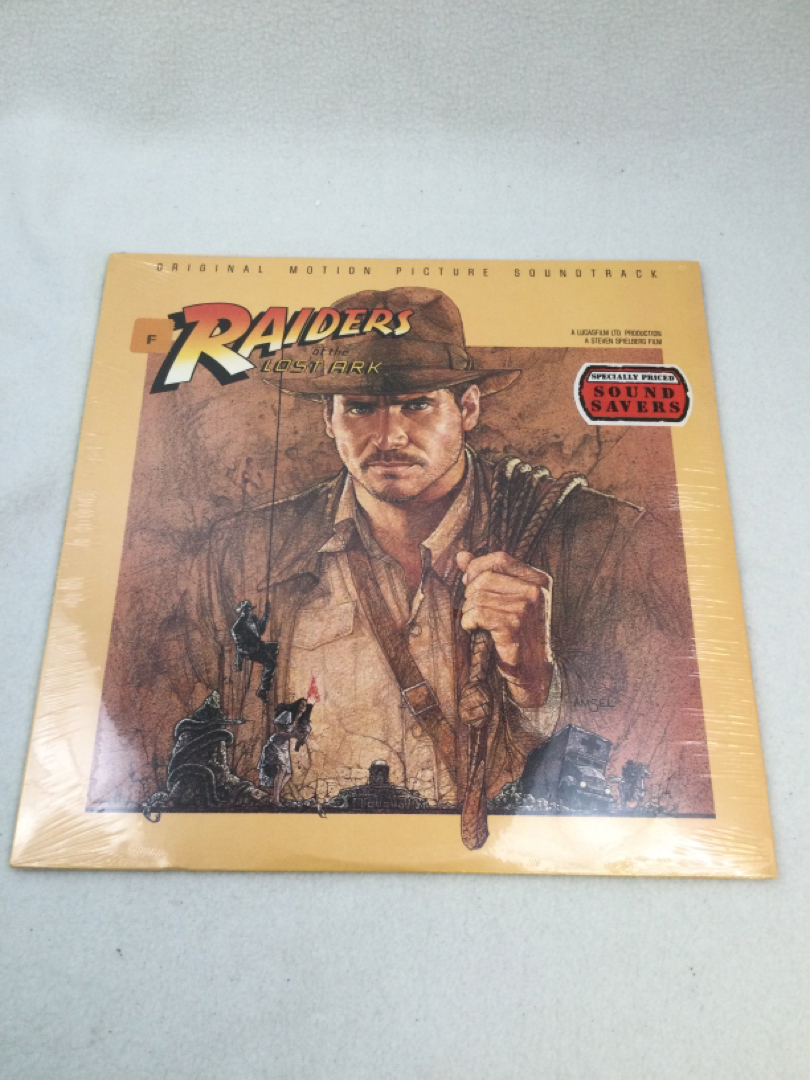 ORIGINAL MOTION PICTURE SOUNDTRACK
F
RAIDERS
of the
LOST ARK
A LUCASFILM LTD. PRODUCTION
A STEVEN SPIELBERG FILM
SPECIALLY PRICED
SOUND
SAVERS
AMSEL